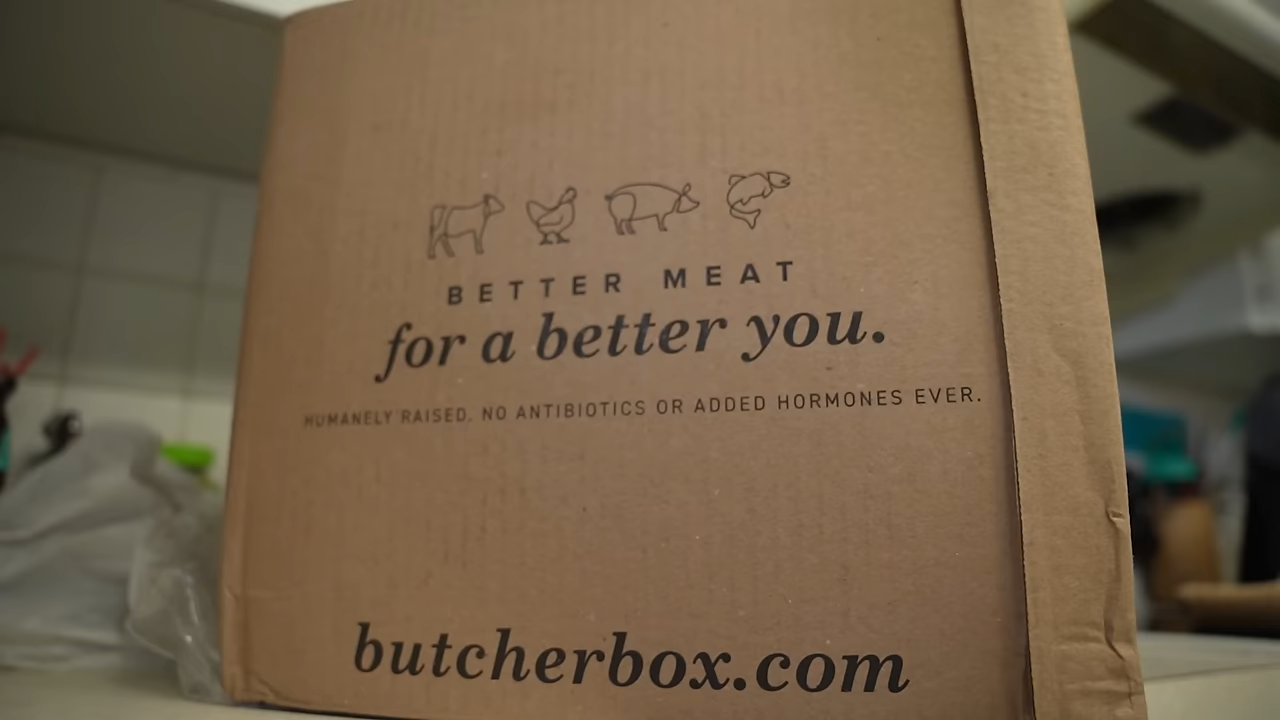 BETTER MEAT
for a better you.
HUMANELY RAISED. NO ANTIBIOTICS OR ADDED HORMONES EVER.
butcherbox.com